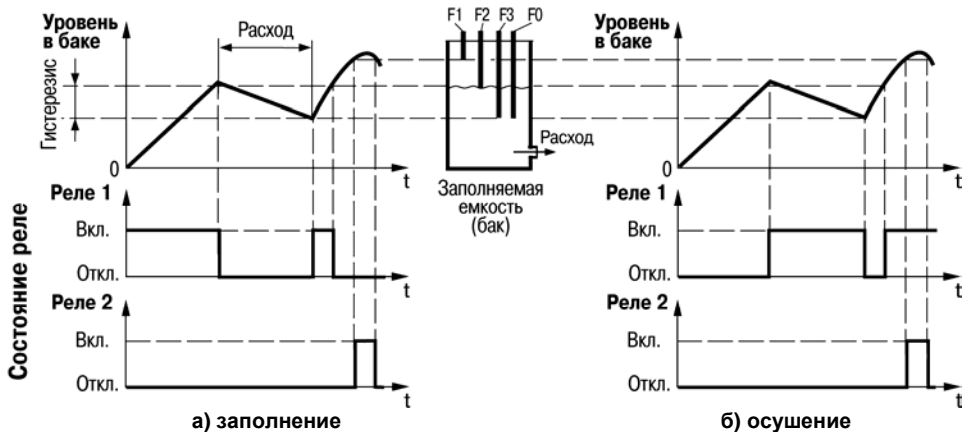 Уровень
в баке
Расход
Гистерезис
0
t
F1 F2 F3 F0
Расход
Заполняемая
емкость
(бак)
Уровень
в баке
0
t
Состояние реле
Реле 1
Вкл.
Откл.
t
Реле 2
Вкл.
Откл.
t
а) заполнение
Реле 1
Вкл.
Откл.
t
Реле 2
Вкл.
Откл.
t
б) осушение